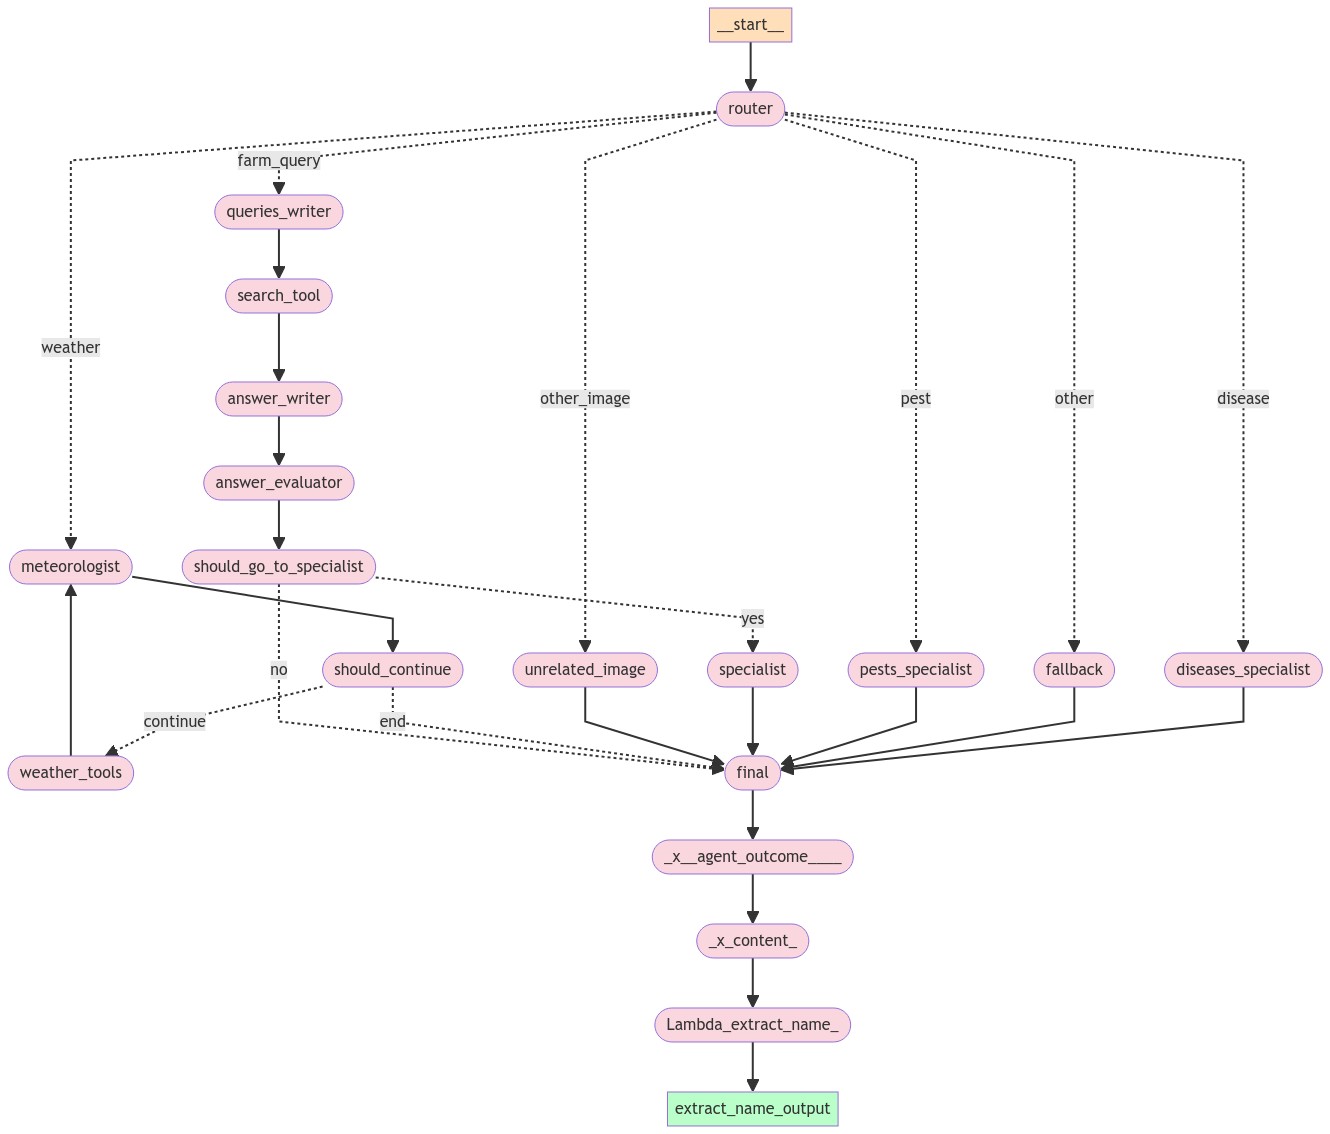 __start__
router
farm_query
queries_writer
search_tool
weather
answer_writer
other_image
pest
other
disease
answer_evaluator
meteorologist
should_go_to_specialist
yes
no
should_continue
unrelated_image
specialist
pests_specialist
fallback
diseases_specialist
continue
end
weather_tools
final
_x__agent_outcome____
_x_content_
Lambda_extract_name_
extract_name_output